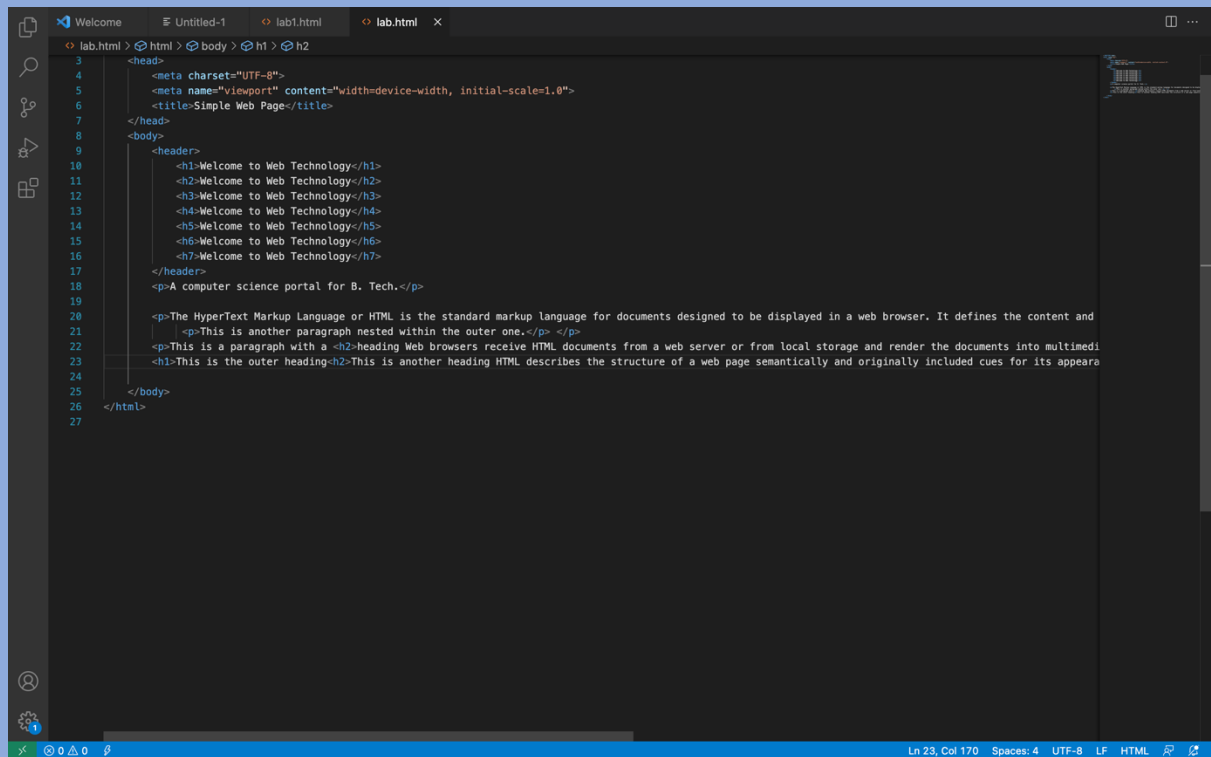 Welcome Untitled-1 lab1.html lab.html
lab.html > html > body > h1 > h2
3 <head>
4 <meta charset="UTF-8">
5 <meta name="viewport" content="width=device-width, initial-scale=1.0">
6 <title>Simple Web Page</title>
7 </head>
8 <body>
9 <header>
10 <h1>Welcome to Web Technology</h1>
11 <h2>Welcome to Web Technology</h2>
12 <h3>Welcome to Web Technology</h3>
13 <h4>Welcome to Web Technology</h4>
14 <h5>Welcome to Web Technology</h5>
15 <h6>Welcome to Web Technology</h6>
16 <h7>Welcome to Web Technology</h7>
17 </header>
18 <p>A computer science portal for B. Tech.</p>
19
20 <p>The HyperText Markup Language or HTML is the standard markup language for documents designed to be displayed in a web browser. It defines the content and
21 <p>This is another paragraph nested within the outer one.</p> </p>
22 <p>This is a paragraph with a <h2>heading Web browsers receive HTML documents from a web server or from local storage and render the documents into multimedi
23 <h1>This is the outer heading<h2>This is another heading HTML describes the structure of a web page semantically and originally included cues for its appeara
24
25 </body>
26 </html>
27
1
0 0 Ln 23, Col 170 Spaces: 4 UTF-8 LF HTML